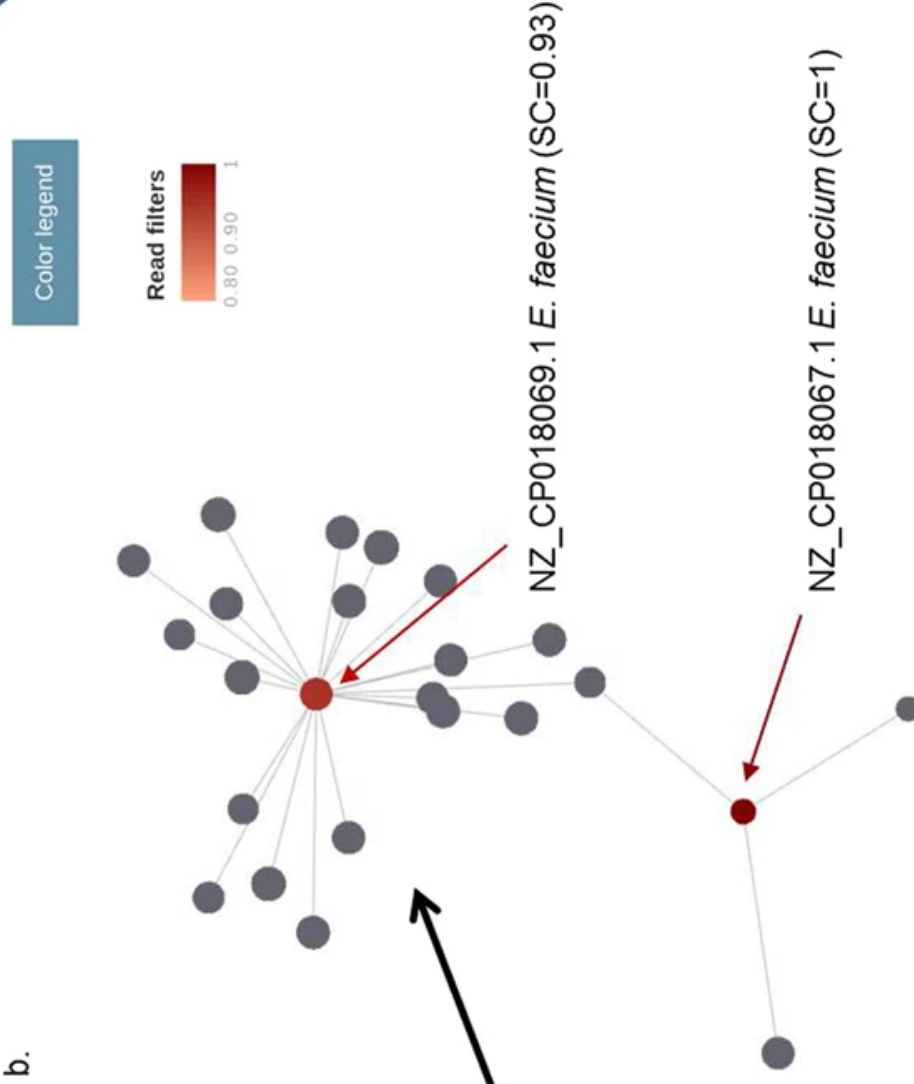 b.
Color legend
Read filters
0.80 0.90 1
NZ_CP018069.1 E. faecium (SC=0.93)
NZ_CP018067.1 E. faecium (SC=1)